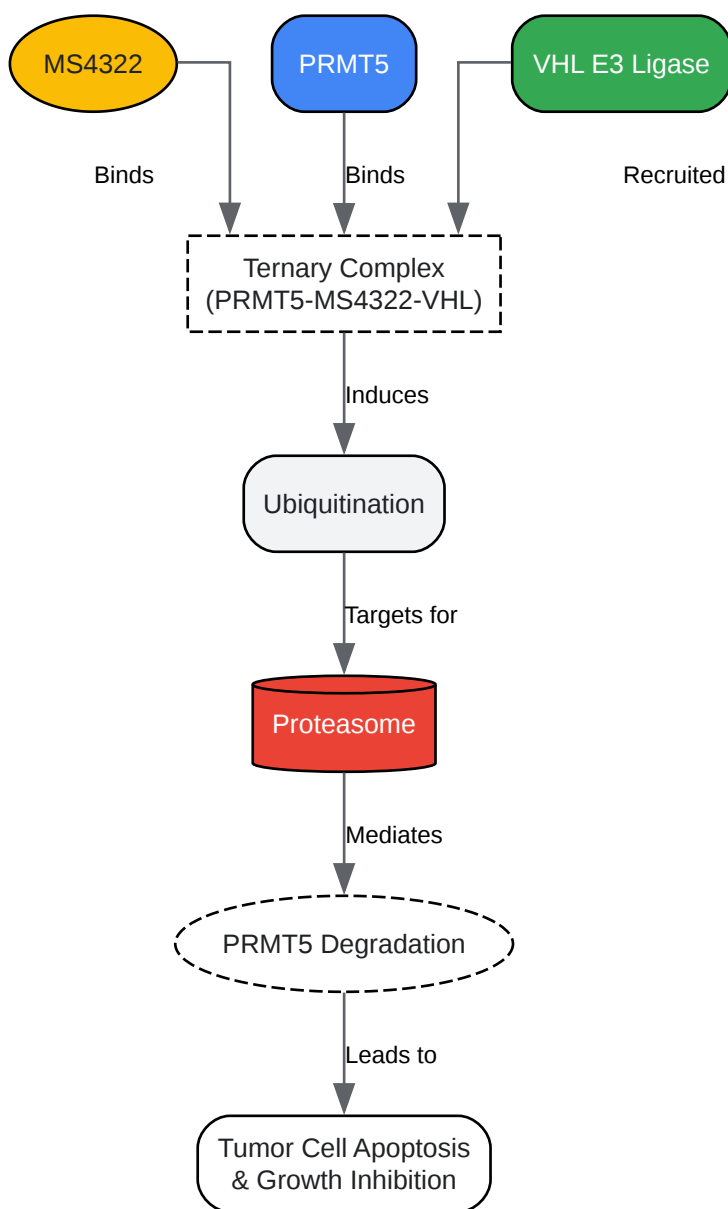 MS4322
PRMT5
VHL E3 Ligase
Binds
Binds
Recruited
Ternary Complex
(PRMT5-MS4322-VHL)
Induces
Ubiquitination
Targets for
Proteasome
Mediates
PRMT5 Degradation
Leads to
Tumor Cell Apoptosis
& Growth Inhibition